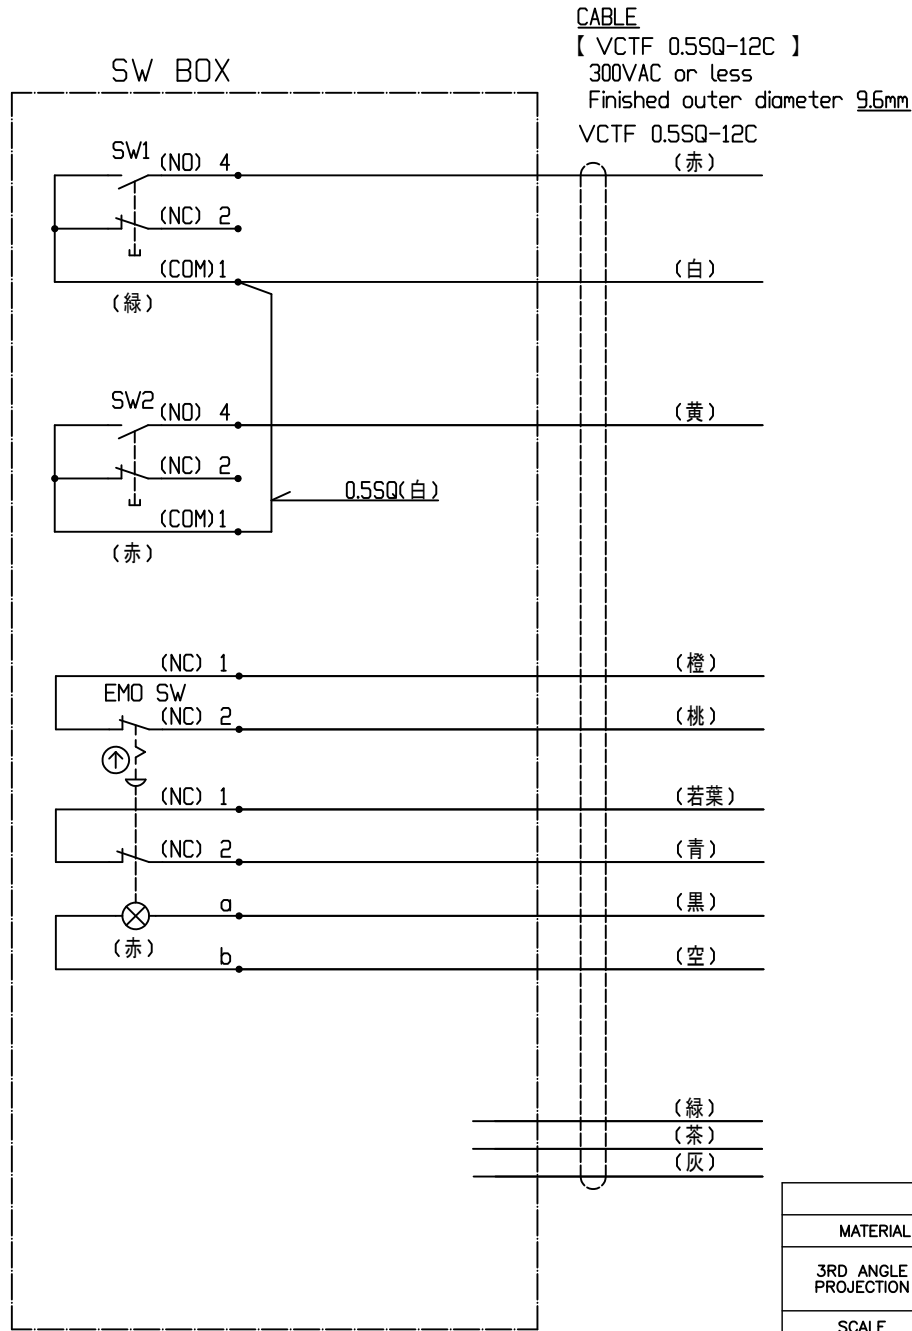 CABLE
【 VCTF 0.5SQ-12C 】
300VAC or less
Finished outer diameter 9.6mm
VCTF 0.5SQ-12C
SW BOX
SW1 (NO) 4 (赤)
(NC) 2
(COM) 1 (白)
(緑)
SW2 (NO) 4 (黄)
(NC) 2
0.5SQ(白)
(COM) 1
(赤)
(NC) 1 (橙)
EMO SW
(NC) 2 (桃)
(NC) 1 (若葉)
(NC) 2 (青)
a (黒)
(赤)
b (空)
(緑)
(茶)
(灰)
MATERIAL
3RD ANGLE
PROJECTION
SCALE